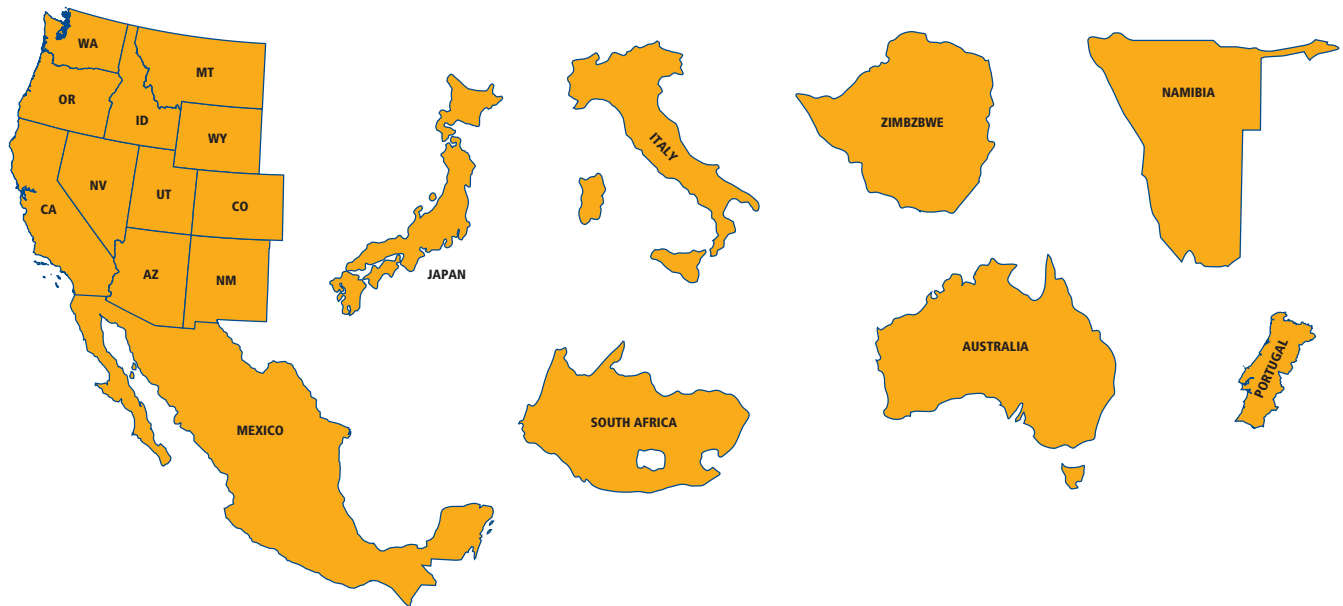 WA
MT
OR
ID
WY
NV
UT
CO
CA
AZ
NM
MEXICO
JAPAN
ITALY
ZIMBZBWE
NAMIBIA
SOUTH AFRICA
AUSTRALIA
PORTUGAL